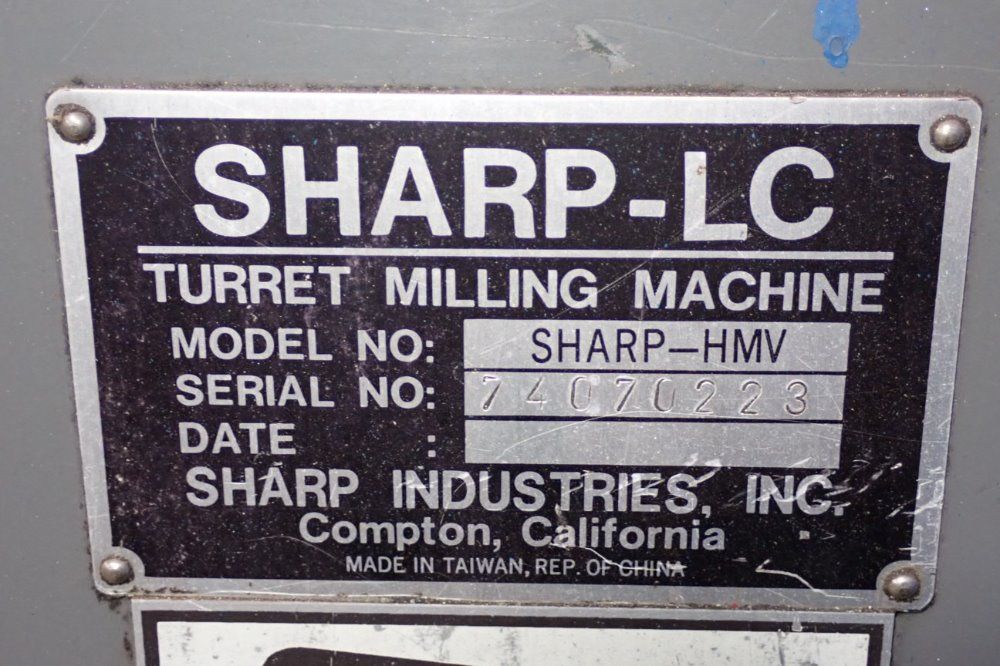 SHARP-LC
TURRET MILLING MACHINE
MODEL NO: SHARP-HMV
SERIAL NO: 74070223
DATE :
SHARP INDUSTRIES, INC.
Compton, California
MADE IN TAIWAN, REP. OF CHINA